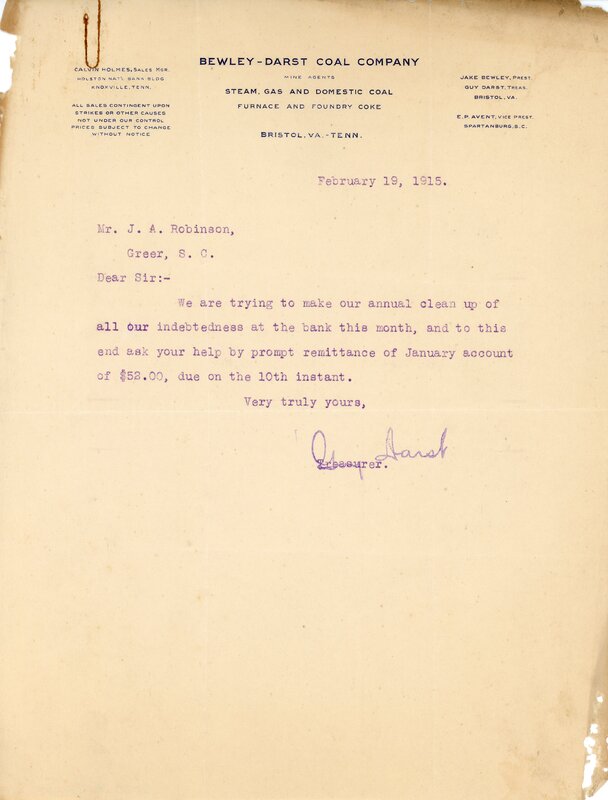 CALVIN HOLMES, SALES MGR.
HOLSTON NAT'L BANK BLDG.
KNOXVILLE, TENN.
ALL SALES CONTINGENT UPON
STRIKES OR OTHER CAUSES
NOT UNDER OUR CONTROL
PRICES SUBJECT TO CHANGE
WITHOUT NOTICE
BEWLEY-DARST COAL COMPANY
MINE AGENTS
STEAM, GAS AND DOMESTIC COAL
FURNACE AND FOUNDRY COKE
BRISTOL, VA.-TENN.
JAKE BEWLEY, PREST.
GUY DARST, TREAS.
BRISTOL, VA.
E. P. AVENT, VICE PREST.
SPARTANBURG, S.C.
February 19, 1915.
Mr. J. A. Robinson,
Greer, S. C.
Dear Sir:-
We are trying to make our annual clean up of
all our indebtedness at the bank this month, and to this
end ask your help by prompt remittance of January account
of $52.00, due on the 10th instant.
Very truly yours,
Guy Darst
Treasurer.